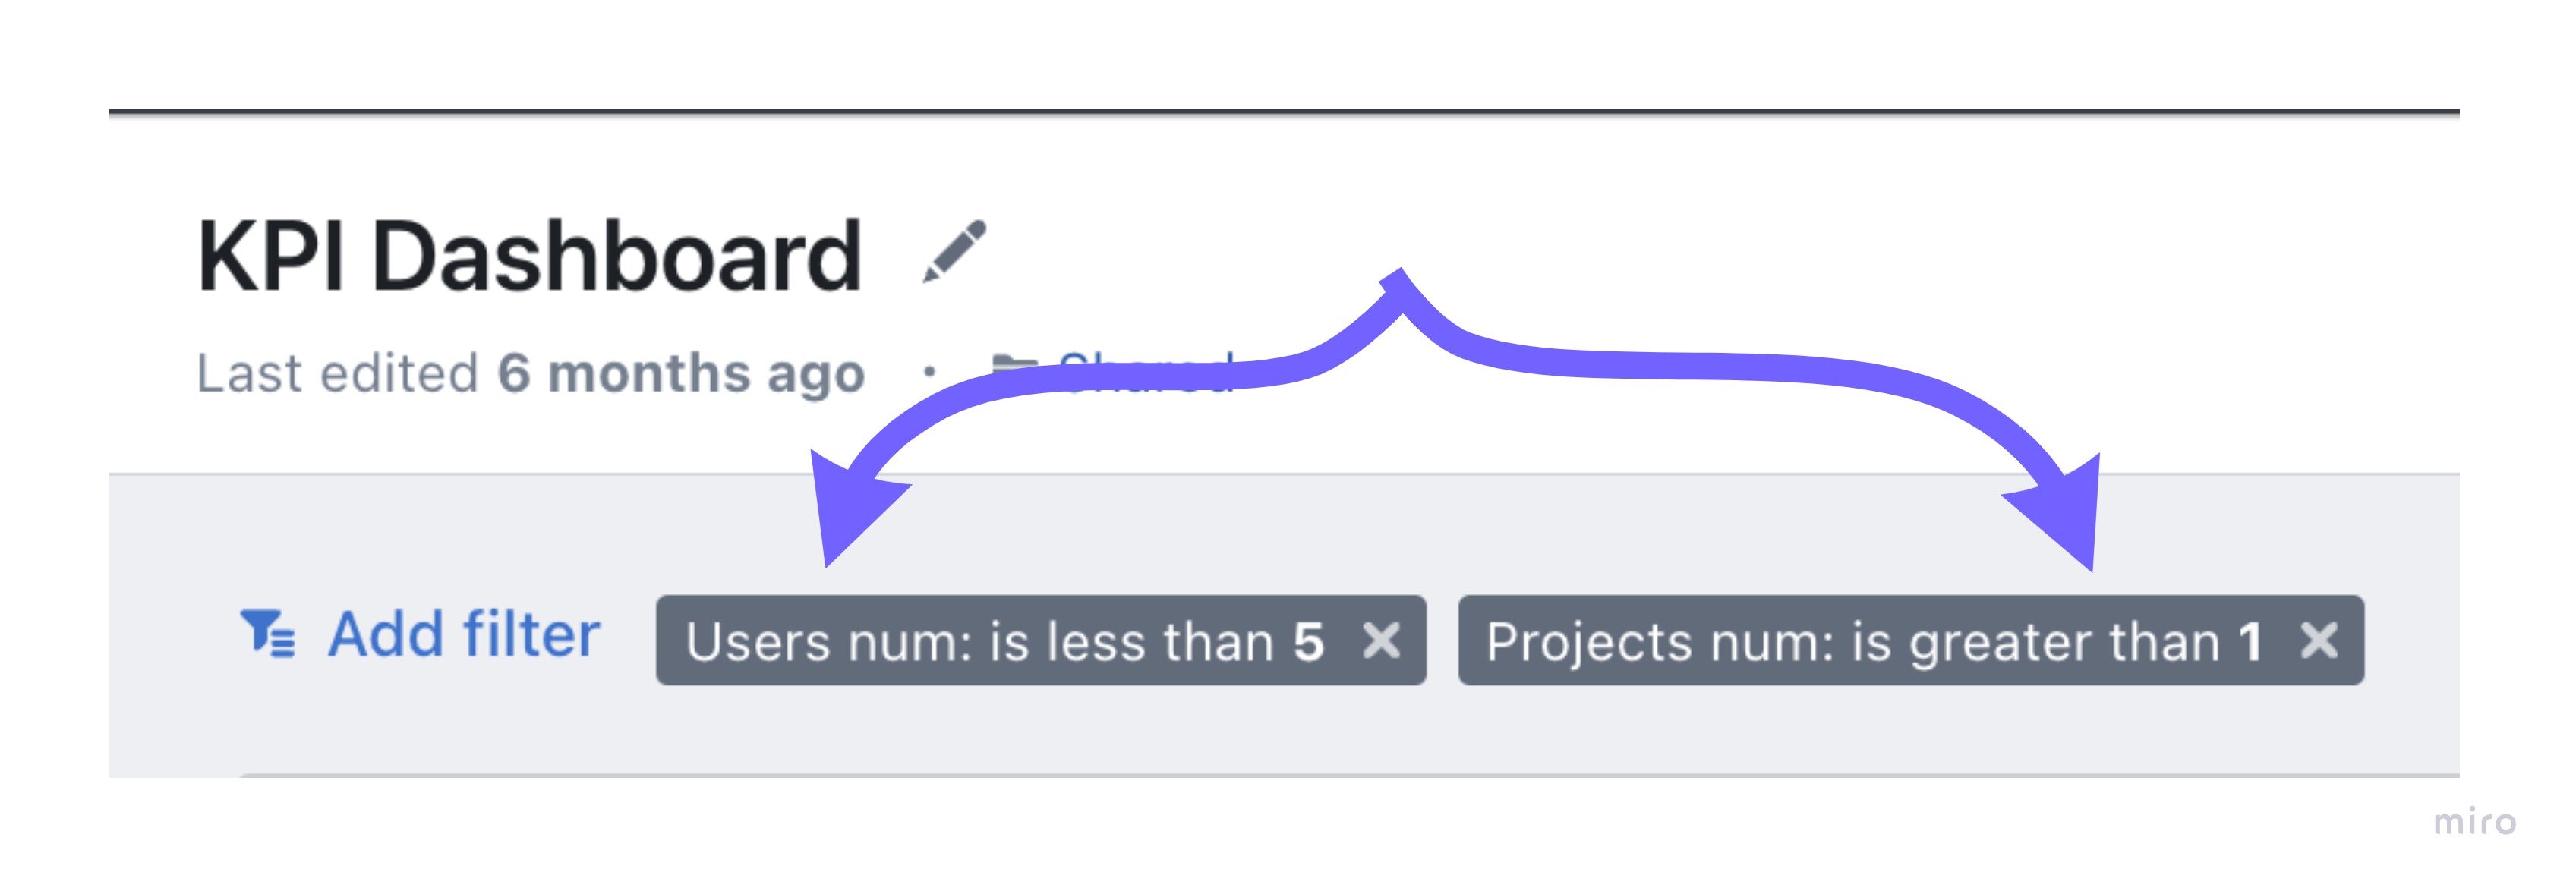 KPI Dashboard
Last edited 6 months ago · Shared
Add filter Users num: is less than 5 Projects num: is greater than 1
miro